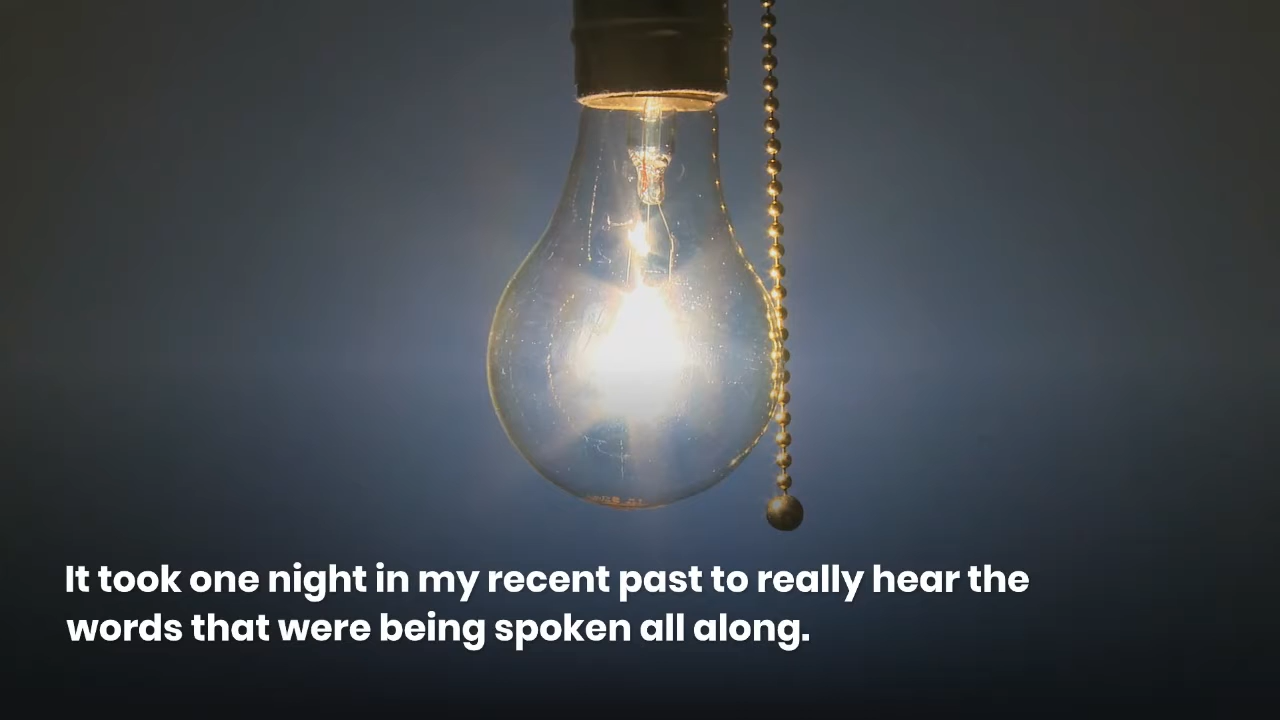 It took one night in my recent past to really hear the
words that were being spoken all along.